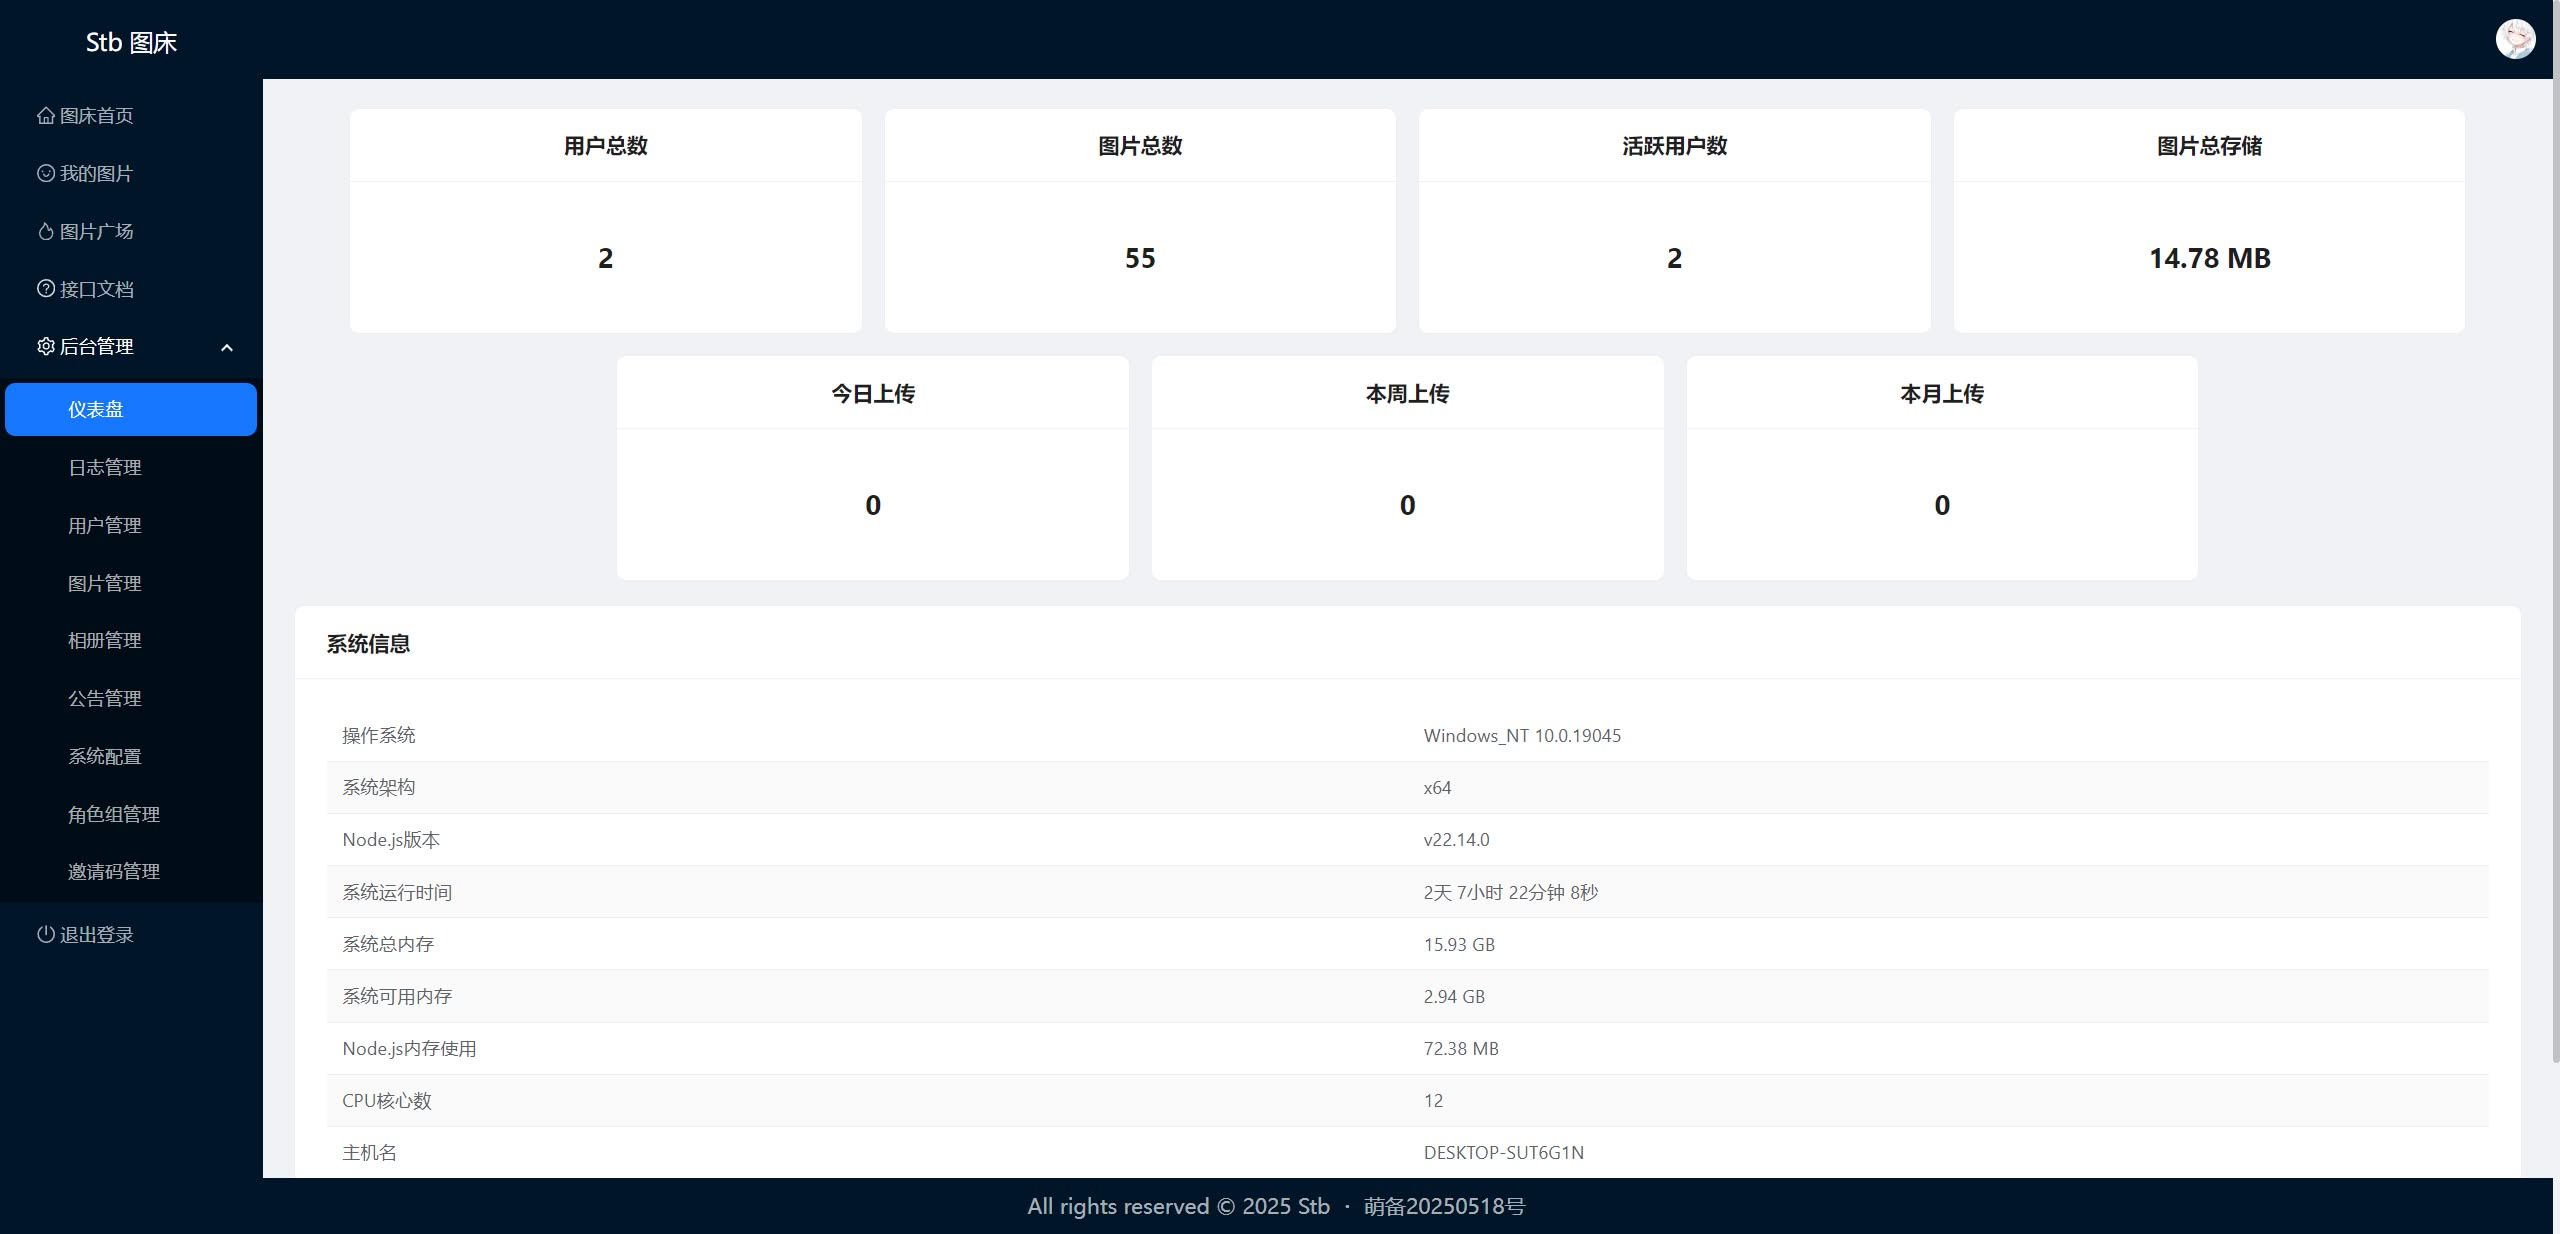 Stb 图床
图床首页
我的图片
图片广场
接口文档
后台管理
仪表盘
日志管理
用户管理
图片管理
相册管理
公告管理
系统配置
角色组管理
邀请码管理
退出登录
用户总数
2
图片总数
55
活跃用户数
2
图片总存储
14.78 MB
今日上传
0
本周上传
0
本月上传
0
系统信息
操作系统 Windows_NT 10.0.19045
系统架构 x64
Node.js版本 v22.14.0
系统运行时间 2天 7小时 22分钟 8秒
系统总内存 15.93 GB
系统可用内存 2.94 GB
Node.js内存使用 72.38 MB
CPU核心数 12
主机名 DESKTOP-SUT6G1N
All rights reserved © 2025 Stb · 萌备20250518号